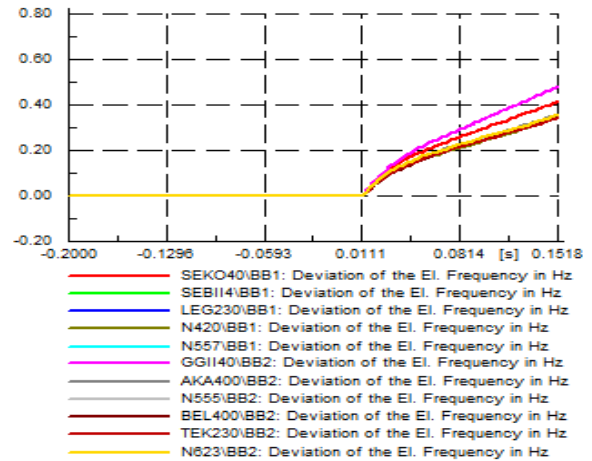 0.80
0.60
0.40
0.20
0.00
-0.20
-0.2000 -0.1296 -0.0593 0.0111 0.0814 [s] 0.1518
SEKO40\BB1: Deviation of the El. Frequency in Hz
SEBII4\BB1: Deviation of the El. Frequency in Hz
LEG230\BB1: Deviation of the El. Frequency in Hz
N420\BB1: Deviation of the El. Frequency in Hz
N557\BB1: Deviation of the El. Frequency in Hz
GGII40\BB2: Deviation of the El. Frequency in Hz
AKA400\BB2: Deviation of the El. Frequency in Hz
N555\BB2: Deviation of the El. Frequency in Hz
BEL400\BB2: Deviation of the El. Frequency in Hz
TEK230\BB2: Deviation of the El. Frequency in Hz
N623\BB2: Deviation of the El. Frequency in Hz